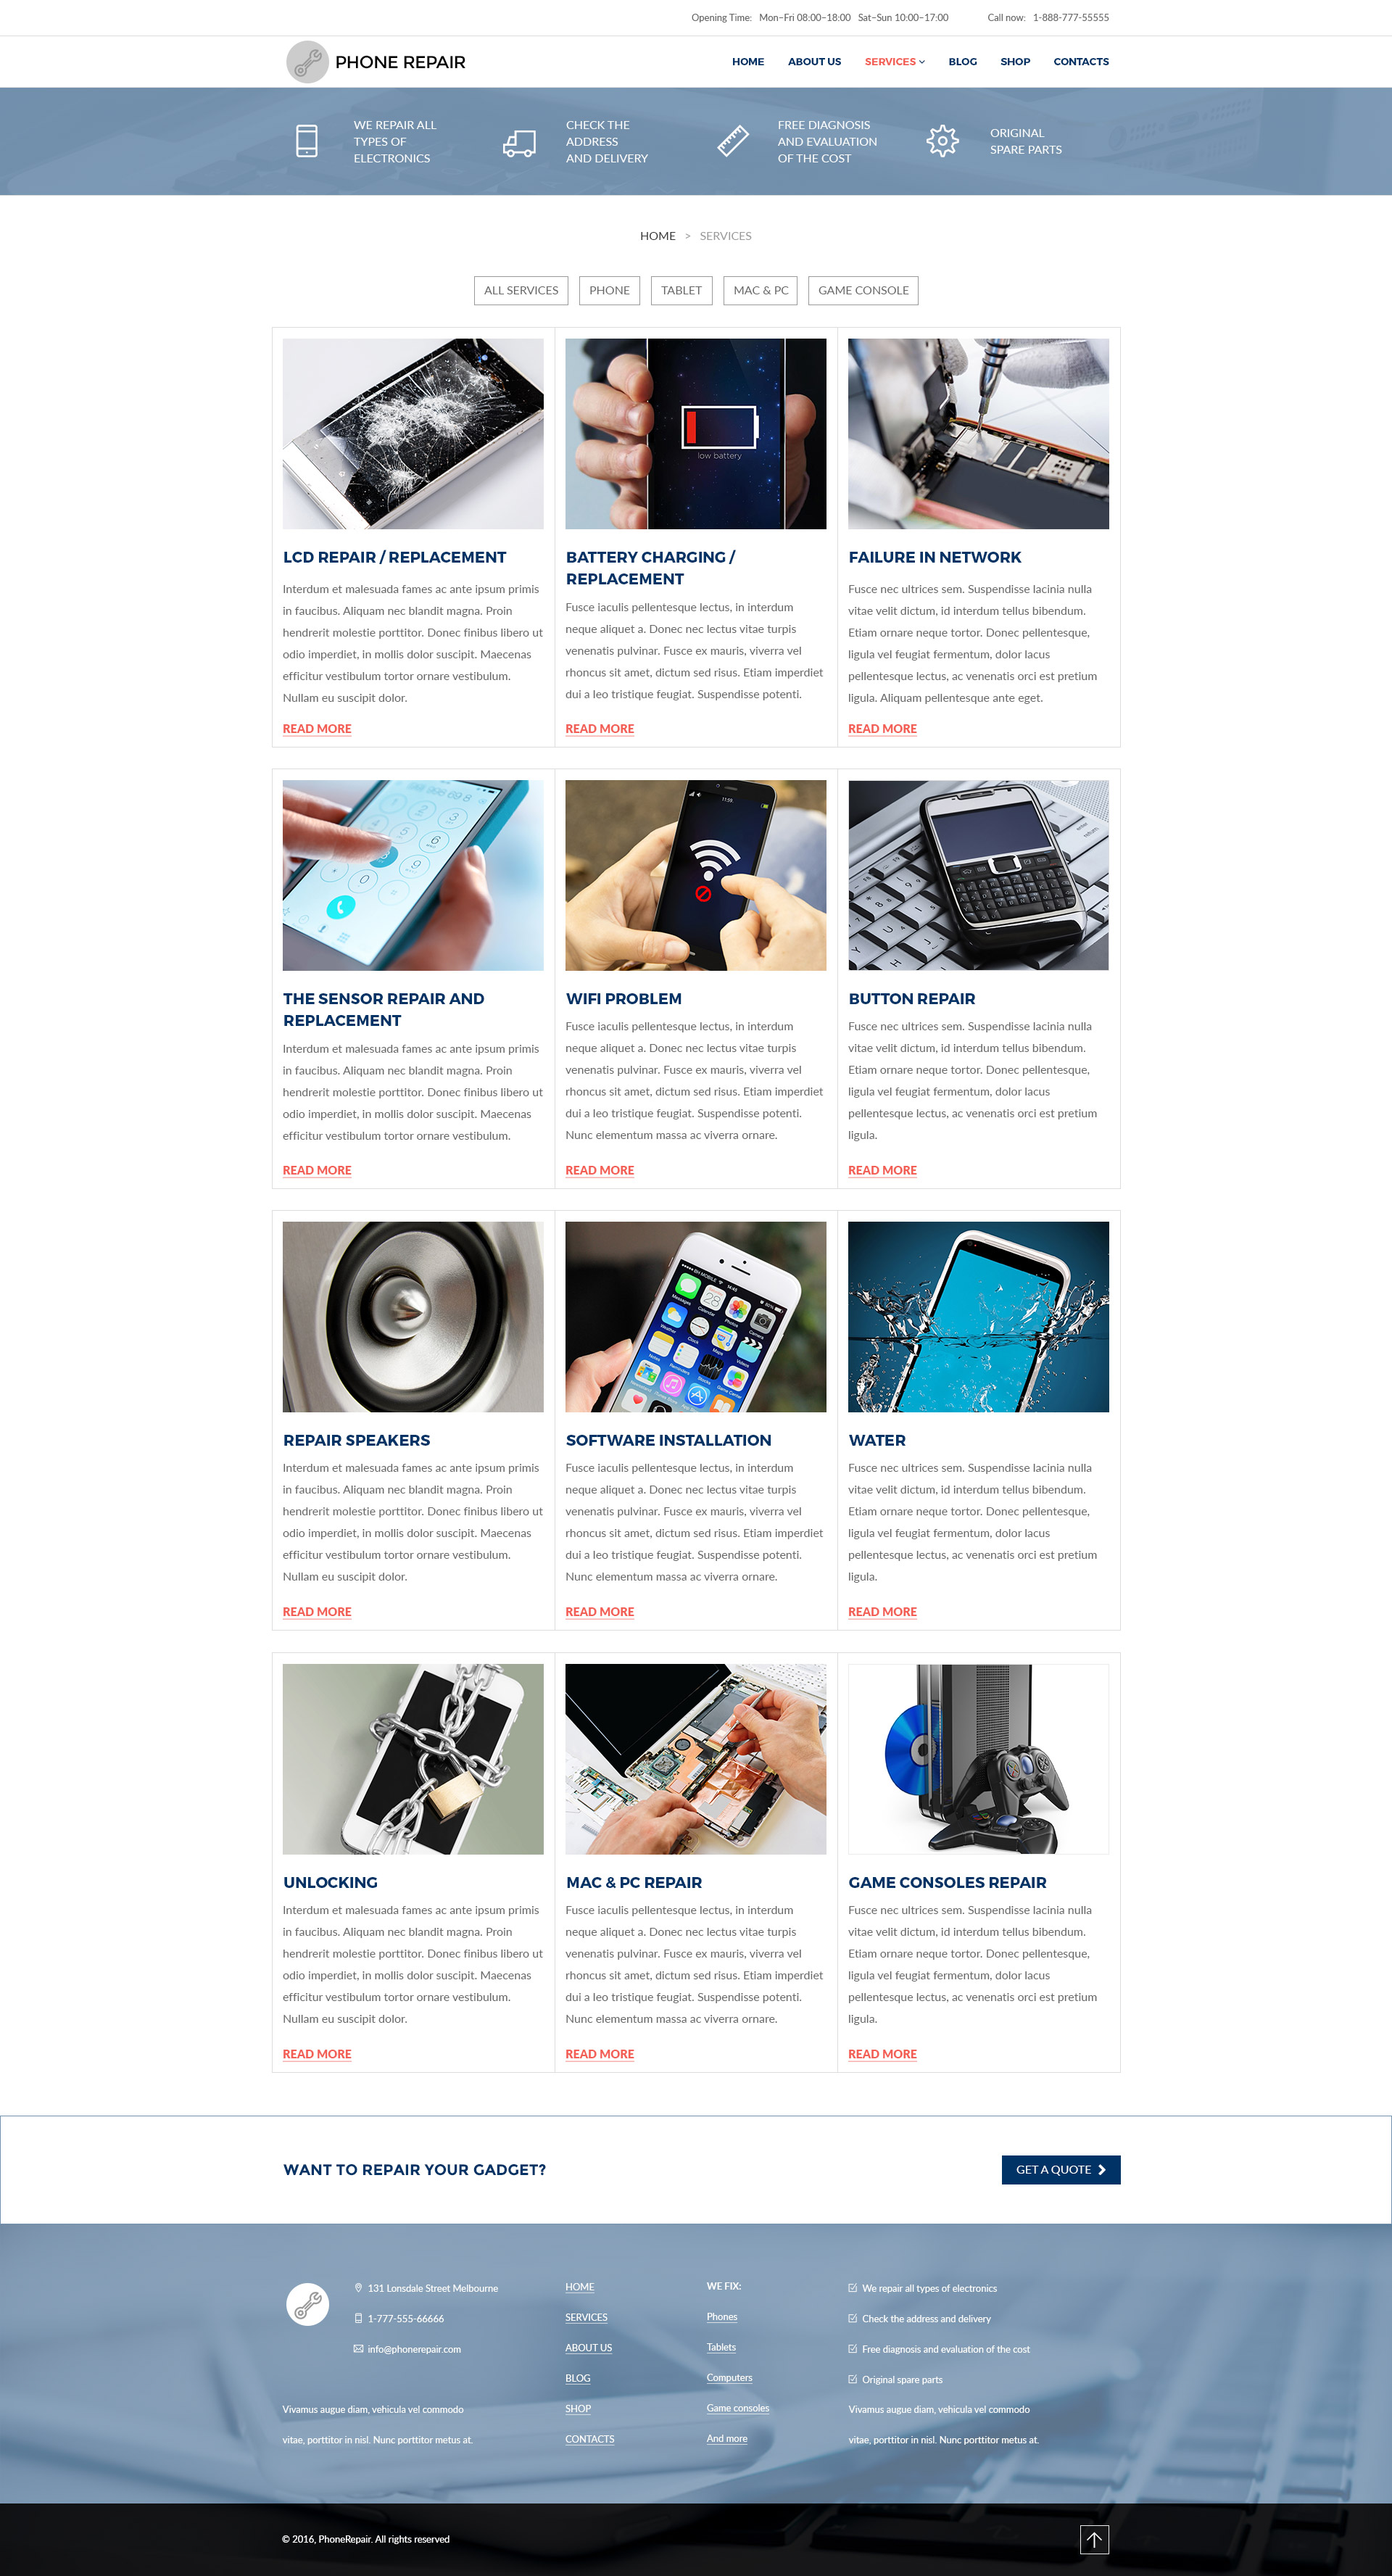 Opening Time: Mon–Fri 08:00–18:00 Sat–Sun 10:00–17:00 Call now: 1-888-777-55555
PHONE REPAIR
HOME ABOUT US SERVICES BLOG SHOP CONTACTS
WE REPAIR ALL
TYPES OF
ELECTRONICS
CHECK THE
ADDRESS
AND DELIVERY
FREE DIAGNOSIS
AND EVALUATION
OF THE COST
ORIGINAL
SPARE PARTS
HOME > SERVICES
ALL SERVICES PHONE TABLET MAC & PC GAME CONSOLE
LCD REPAIR / REPLACEMENT
Interdum et malesuada fames ac ante ipsum primis
in faucibus. Aliquam nec blandit magna. Proin
hendrerit molestie porttitor. Donec finibus libero ut
odio imperdiet, in mollis dolor suscipit. Maecenas
efficitur vestibulum tortor ornare vestibulum.
Nullam eu suscipit dolor.
READ MORE
low battery
BATTERY CHARGING /
REPLACEMENT
Fusce iaculis pellentesque lectus, in interdum
neque aliquet a. Donec nec lectus vitae turpis
venenatis pulvinar. Fusce ex mauris, viverra vel
rhoncus sit amet, dictum sed risus. Etiam imperdiet
dui a leo tristique feugiat. Suspendisse potenti.
READ MORE
FAILURE IN NETWORK
Fusce nec ultrices sem. Suspendisse lacinia nulla
vitae velit dictum, id interdum tellus bibendum.
Etiam ornare neque tortor. Donec pellentesque,
ligula vel feugiat fermentum, dolor lacus
pellentesque lectus, ac venenatis orci est pretium
ligula. Aliquam pellentesque ante eget.
READ MORE
THE SENSOR REPAIR AND
REPLACEMENT
Interdum et malesuada fames ac ante ipsum primis
in faucibus. Aliquam nec blandit magna. Proin
hendrerit molestie porttitor. Donec finibus libero ut
odio imperdiet, in mollis dolor suscipit. Maecenas
efficitur vestibulum tortor ornare vestibulum.
READ MORE
11:59
WIFI PROBLEM
Fusce iaculis pellentesque lectus, in interdum
neque aliquet a. Donec nec lectus vitae turpis
venenatis pulvinar. Fusce ex mauris, viverra vel
rhoncus sit amet, dictum sed risus. Etiam imperdiet
dui a leo tristique feugiat. Suspendisse potenti.
Nunc elementum massa ac viverra ornare.
READ MORE
BUTTON REPAIR
Fusce nec ultrices sem. Suspendisse lacinia nulla
vitae velit dictum, id interdum tellus bibendum.
Etiam ornare neque tortor. Donec pellentesque,
ligula vel feugiat fermentum, dolor lacus
pellentesque lectus, ac venenatis orci est pretium
ligula.
READ MORE
REPAIR SPEAKERS
Interdum et malesuada fames ac ante ipsum primis
in faucibus. Aliquam nec blandit magna. Proin
hendrerit molestie porttitor. Donec finibus libero ut
odio imperdiet, in mollis dolor suscipit. Maecenas
efficitur vestibulum tortor ornare vestibulum.
Nullam eu suscipit dolor.
READ MORE
SOFTWARE INSTALLATION
Fusce iaculis pellentesque lectus, in interdum
neque aliquet a. Donec nec lectus vitae turpis
venenatis pulvinar. Fusce ex mauris, viverra vel
rhoncus sit amet, dictum sed risus. Etiam imperdiet
dui a leo tristique feugiat. Suspendisse potenti.
Nunc elementum massa ac viverra ornare.
READ MORE
WATER
Fusce nec ultrices sem. Suspendisse lacinia nulla
vitae velit dictum, id interdum tellus bibendum.
Etiam ornare neque tortor. Donec pellentesque,
ligula vel feugiat fermentum, dolor lacus
pellentesque lectus, ac venenatis orci est pretium
ligula.
READ MORE
UNLOCKING
Interdum et malesuada fames ac ante ipsum primis
in faucibus. Aliquam nec blandit magna. Proin
hendrerit molestie porttitor. Donec finibus libero ut
odio imperdiet, in mollis dolor suscipit. Maecenas
efficitur vestibulum tortor ornare vestibulum.
Nullam eu suscipit dolor.
READ MORE
MAC & PC REPAIR
Fusce iaculis pellentesque lectus, in interdum
neque aliquet a. Donec nec lectus vitae turpis
venenatis pulvinar. Fusce ex mauris, viverra vel
rhoncus sit amet, dictum sed risus. Etiam imperdiet
dui a leo tristique feugiat. Suspendisse potenti.
Nunc elementum massa ac viverra ornare.
READ MORE
GAME CONSOLES REPAIR
Fusce nec ultrices sem. Suspendisse lacinia nulla
vitae velit dictum, id interdum tellus bibendum.
Etiam ornare neque tortor. Donec pellentesque,
ligula vel feugiat fermentum, dolor lacus
pellentesque lectus, ac venenatis orci est pretium
ligula.
READ MORE
WANT TO REPAIR YOUR GADGET?
GET A QUOTE
131 Lonsdale Street Melbourne
1-777-555-66666
info@phonerepair.com
Vivamus augue diam, vehicula vel commodo
vitae, porttitor in nisl. Nunc porttitor metus at.
HOME
SERVICES
ABOUT US
BLOG
SHOP
CONTACTS
WE FIX:
Phones
Tablets
Computers
Game consoles
And more
We repair all types of electronics
Check the address and delivery
Free diagnosis and evaluation of the cost
Original spare parts
Vivamus augue diam, vehicula vel commodo
vitae, porttitor in nisl. Nunc porttitor metus at.
© 2016, PhoneRepair. All rights reserved